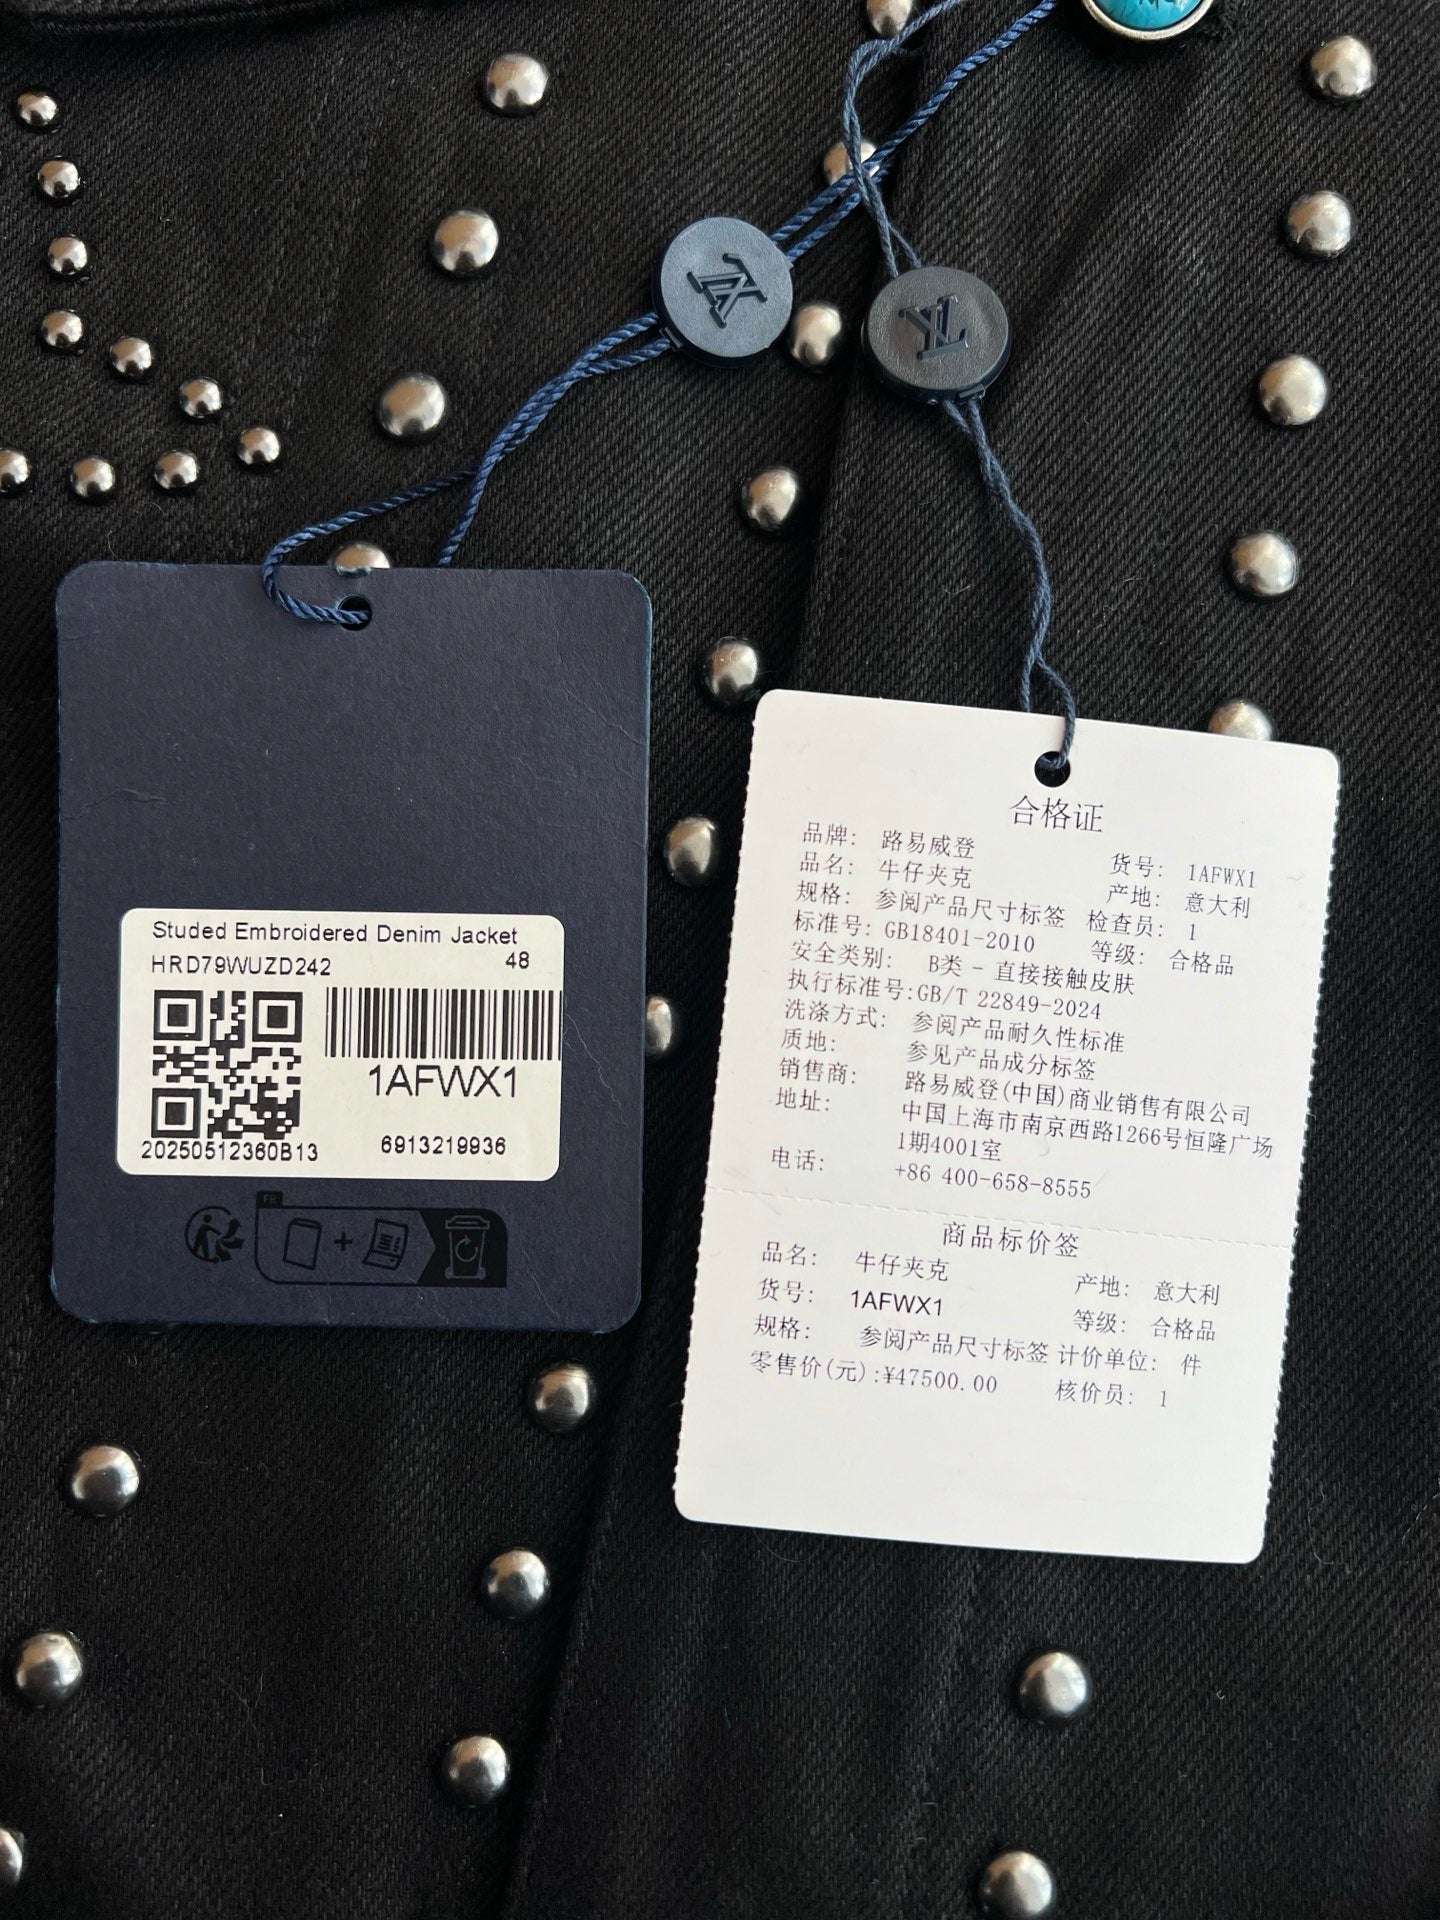 LV
LV
Studed Embroidered Denim Jacket
HRD79WUZD242 48
1AFWX1
20250512360B13 6913219936
FR
+
合格证
品牌: 路易威登
品名: 牛仔夹克 货号: 1AFWX1
规格: 参阅产品尺寸标签 产地: 意大利
标准号: GB18401-2010 检查员: 1
安全类别: B类 - 直接接触皮肤 等级: 合格品
执行标准号:GB/T 22849-2024
洗涤方式: 参阅产品耐久性标准
质地: 参见产品成分标签
销售商: 路易威登(中国)商业销售有限公司
地址: 中国上海市南京西路1266号恒隆广场
1期4001室
电话: +86 400-658-8555
商品标价签
品名: 牛仔夹克 产地: 意大利
货号: 1AFWX1 等级: 合格品
规格: 参阅产品尺寸标签 计价单位: 件
零售价(元):¥47500.00 核价员: 1